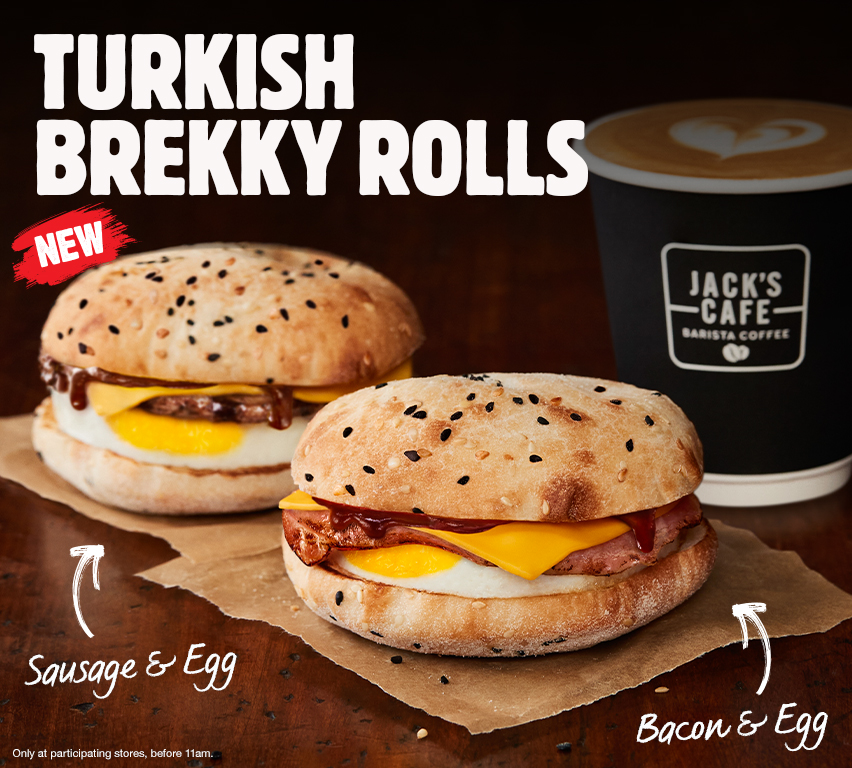 TURKISH
BREKKY ROLLS
NEW
JACK'S
CAFE
BARISTA COFFEE
Sausage & Egg
Bacon & Egg
Only at participating stores, before 11am.